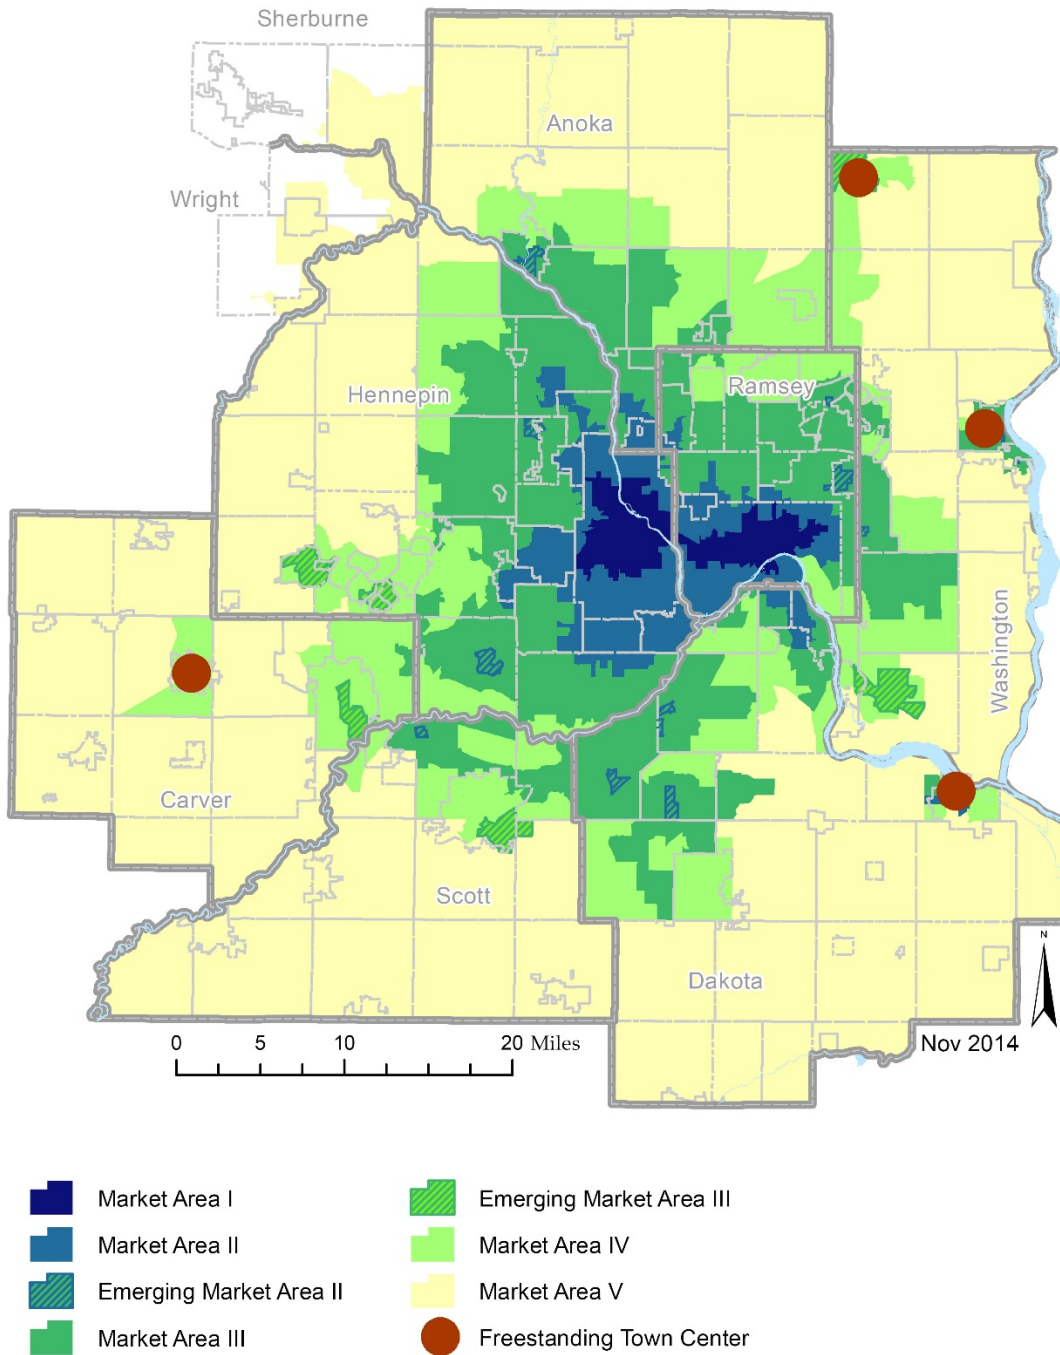 Sherburne
Anoka
Wright
Hennepin
Ramsey
Washington
Carver
Scott
Dakota
N
0 5 10 20 Miles
Nov 2014
Market Area I
Market Area II
Emerging Market Area II
Market Area III
Emerging Market Area III
Market Area IV
Market Area V
Freestanding Town Center